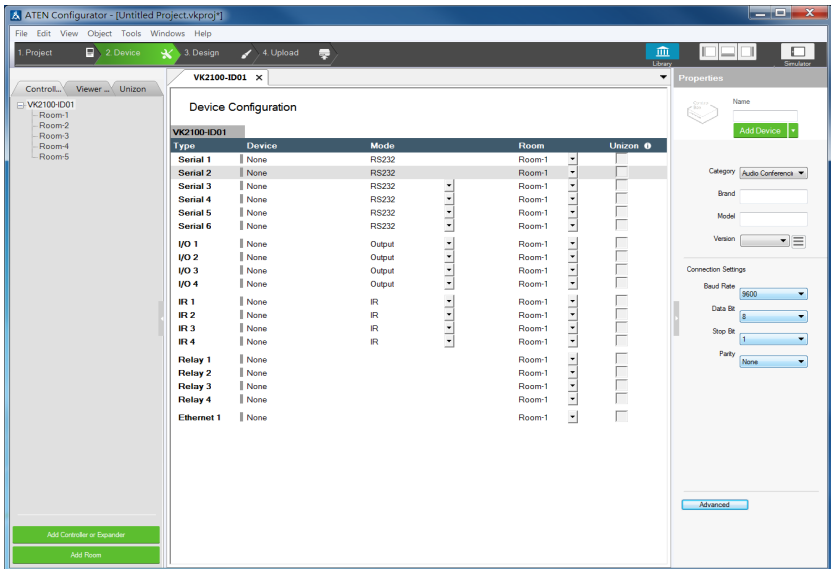 ATEN Configurator - [Untitled Project.vkproj*]
File Edit View Object Tools Windows Help
1. Project 2. Device 3. Design 4. Upload Library Simulator
Controll... Viewer ... Unizon
VK2100-ID01
Room-1
Room-2
Room-3
Room-4
Room-5
Add Controller or Expander
Add Room
VK2100-ID01 ×
Device Configuration
VK2100-ID01
Type Device Mode Room Unizon
Serial 1 None RS232 Room-1
Serial 2 None RS232 Room-1
Serial 3 None RS232 Room-1
Serial 4 None RS232 Room-1
Serial 5 None RS232 Room-1
Serial 6 None RS232 Room-1
I/O 1 None Output Room-1
I/O 2 None Output Room-1
I/O 3 None Output Room-1
I/O 4 None Output Room-1
IR 1 None IR Room-1
IR 2 None IR Room-1
IR 3 None IR Room-1
IR 4 None IR Room-1
Relay 1 None Room-1
Relay 2 None Room-1
Relay 3 None Room-1
Relay 4 None Room-1
Ethernet 1 None Room-1
Properties
Name
Add Device
Category Audio Conference
Brand
Model
Version
Connection Settings
Baud Rate 9600
Data Bit 8
Stop Bit 1
Parity None
Advanced